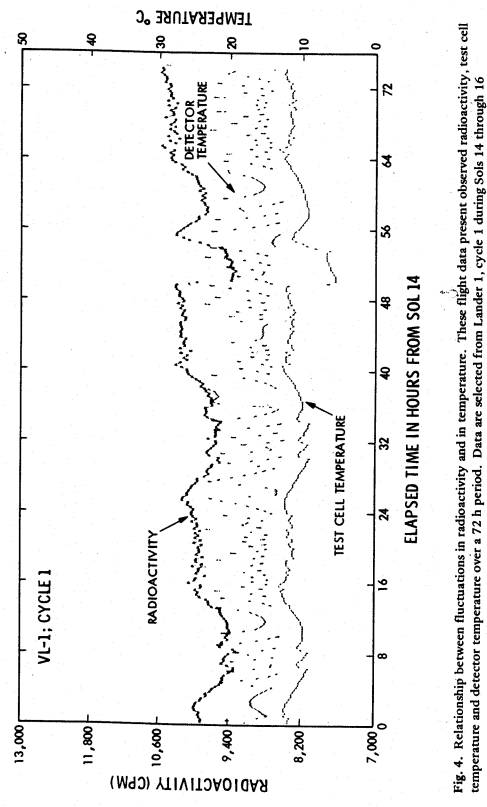 VL-1: CYCLE 1
RADIOACTIVITY (CPM)
13,000
11,800
10,600
9,400
8,200
7,000
TEMPERATURE °C
50
40
30
20
10
0
RADIOACTIVITY
DETECTOR
TEMPERATURE
TEST CELL TEMPERATURE
0 8 16 24 32 40 48 56 64 72
ELAPSED TIME IN HOURS FROM SOL 14
Fig. 4. Relationship between fluctuations in radioactivity and in temperature. These flight data present observed radioactivity, test cell
temperature and detector temperature over a 72 h period. Data are selected from Lander 1, cycle 1 during Sols 14 through 16